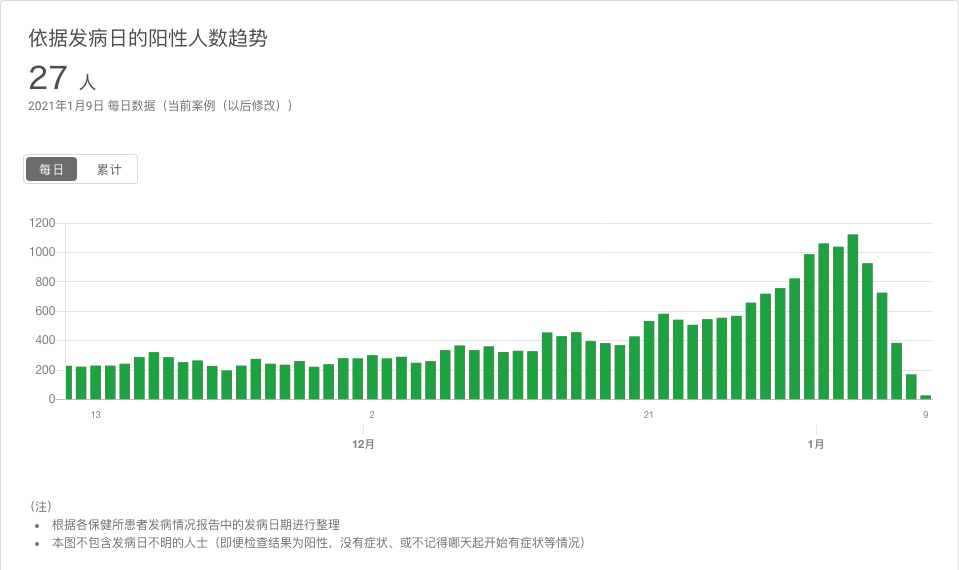 依据发病日的阳性人数趋势
27 人
2021年1月9日 每日数据（当前案例（以后修改））
每日 累计
1200
1000
800
600
400
200
0
13 2 21 9
12月 1月
（注）
• 根据各保健所患者发病情况报告中的发病日期进行整理
• 本图不包含发病日不明的人士（即便检查结果为阳性，没有症状、或不记得哪天起开始有症状等情况）